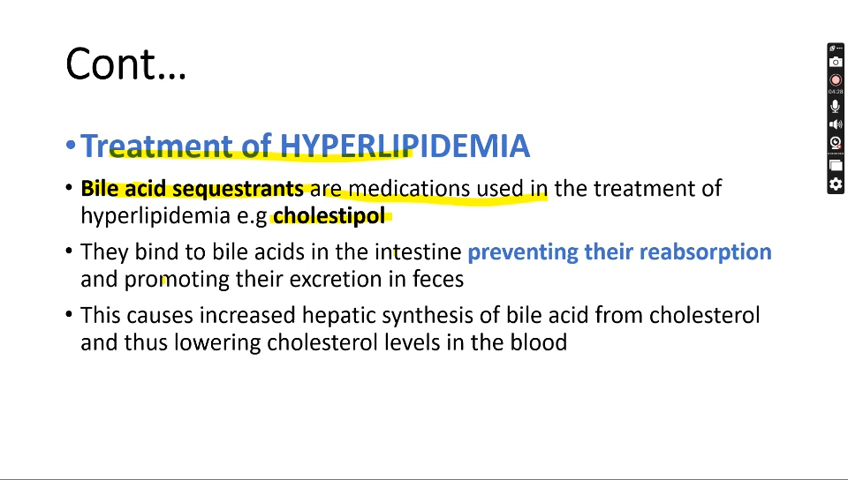 Cont...
•Treatment of HYPERLIPIDEMIA
• Bile acid sequestrants are medications used in the treatment of
hyperlipidemia e.g cholestipol
• They bind to bile acids in the intestine preventing their reabsorption
and promoting their excretion in feces
• This causes increased hepatic synthesis of bile acid from cholesterol
and thus lowering cholesterol levels in the blood
04:28